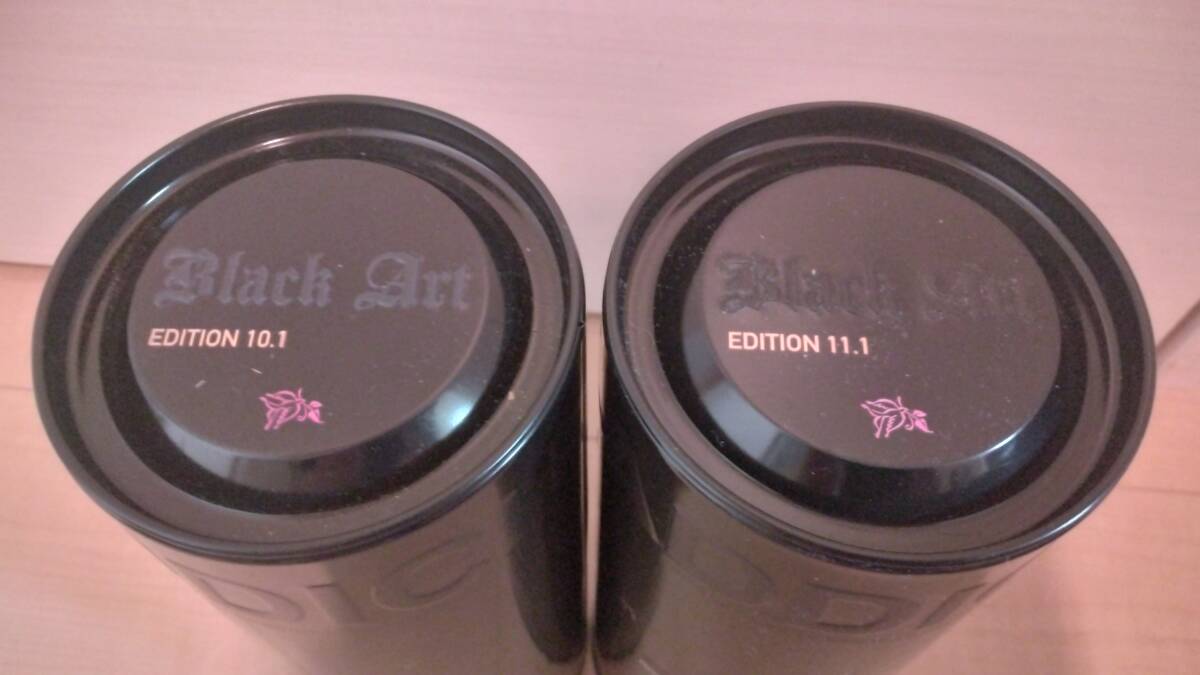 Black Art
EDITION 10.1
Black Art
EDITION 11.1